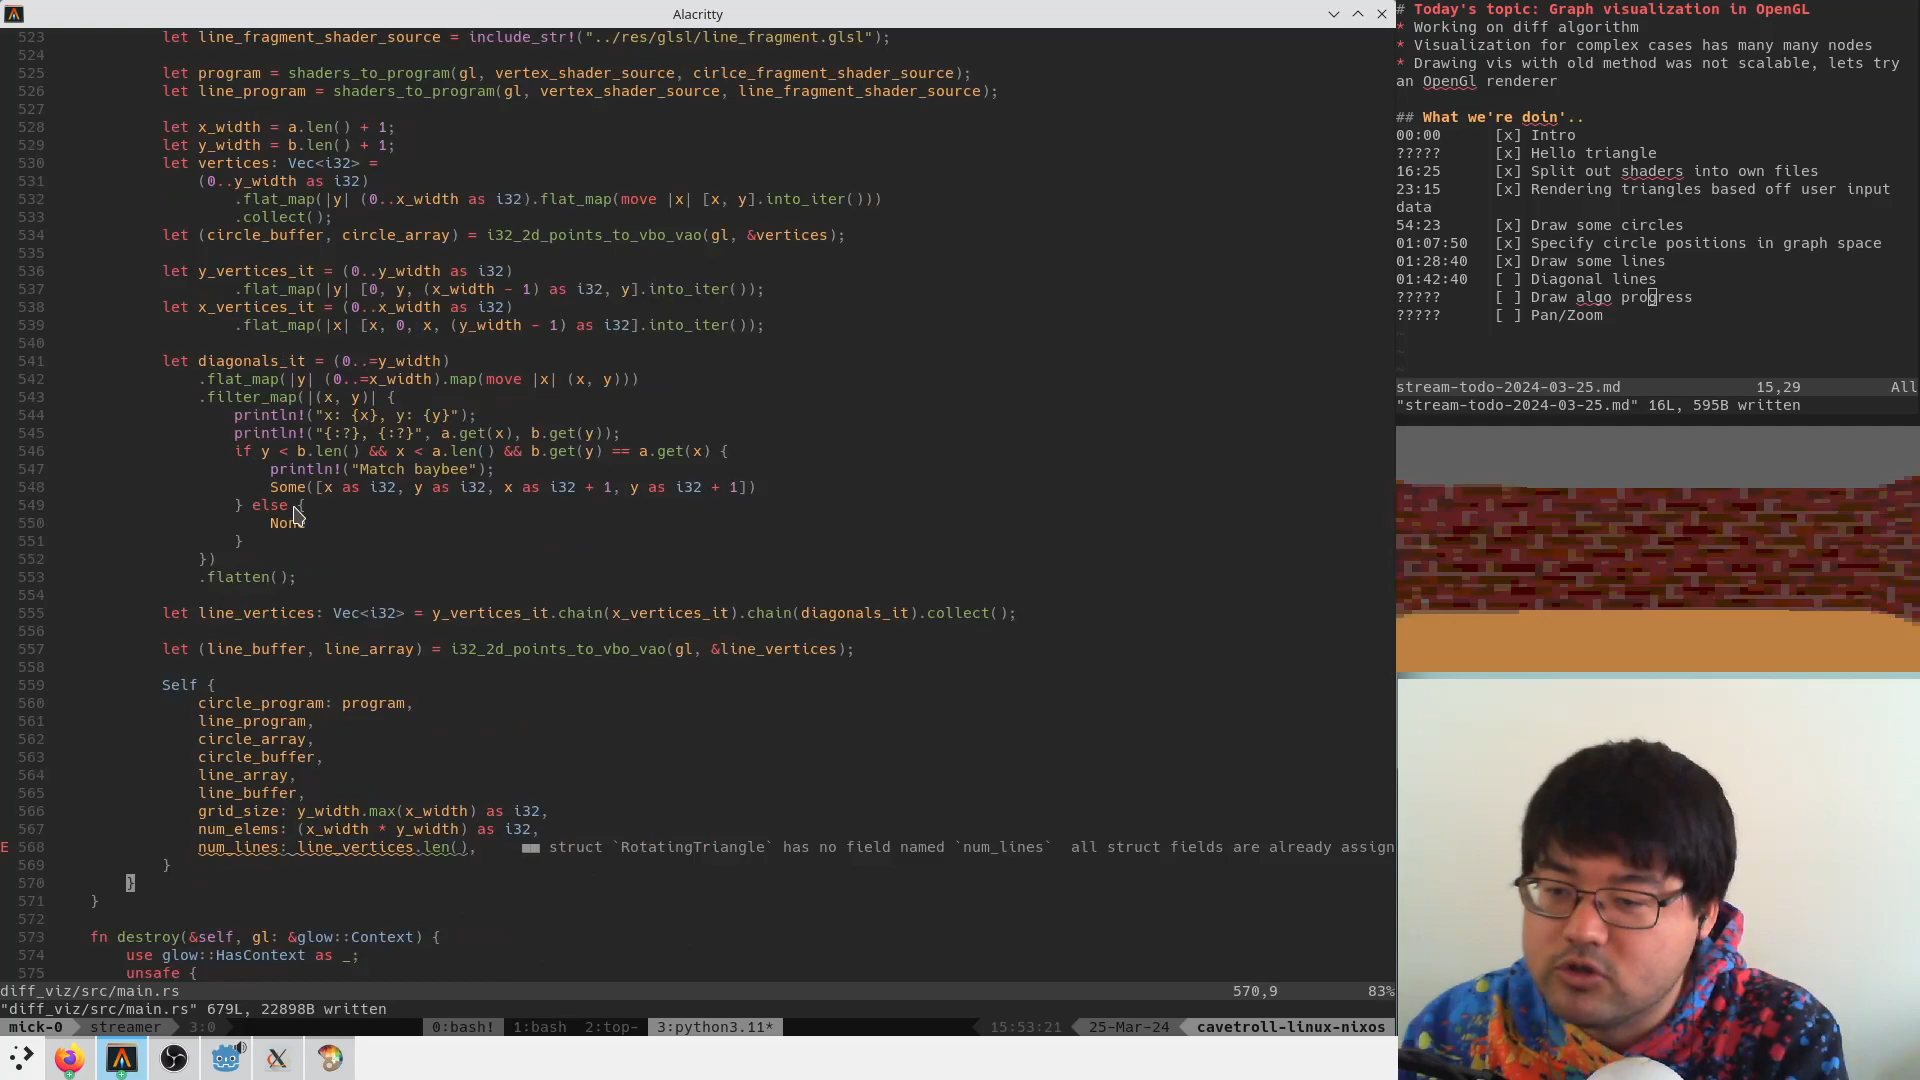 Alacritty
523 let line_fragment_shader_source = include_str!("../res/glsl/line_fragment.glsl");
524
525 let program = shaders_to_program(gl, vertex_shader_source, cirlce_fragment_shader_source);
526 let line_program = shaders_to_program(gl, vertex_shader_source, line_fragment_shader_source);
527
528 let x_width = a.len() + 1;
529 let y_width = b.len() + 1;
530 let vertices: Vec<i32> =
531 (0..y_width as i32)
532 .flat_map(|y| (0..x_width as i32).flat_map(move |x| [x, y].into_iter()))
533 .collect();
534 let (circle_buffer, circle_array) = i32_2d_points_to_vbo_vao(gl, &vertices);
535
536 let y_vertices_it = (0..y_width as i32)
537 .flat_map(|y| [0, y, (x_width - 1) as i32, y].into_iter());
538 let x_vertices_it = (0..x_width as i32)
539 .flat_map(|x| [x, 0, x, (y_width - 1) as i32].into_iter());
540
541 let diagonals_it = (0..=y_width)
542 .flat_map(|y| (0..=x_width).map(move |x| (x, y)))
543 .filter_map(|(x, y)| {
544 println!("x: {x}, y: {y}");
545 println!("{:?}, {:?}", a.get(x), b.get(y));
546 if y < b.len() && x < a.len() && b.get(y) == a.get(x) {
547 println!("Match baybee");
548 Some([x as i32, y as i32, x as i32 + 1, y as i32 + 1])
549 } else {
550 None
551 }
552 })
553 .flatten();
554
555 let line_vertices: Vec<i32> = y_vertices_it.chain(x_vertices_it).chain(diagonals_it).collect();
556
557 let (line_buffer, line_array) = i32_2d_points_to_vbo_vao(gl, &line_vertices);
558
559 Self {
560 circle_program: program,
561 line_program,
562 circle_array,
563 circle_buffer,
564 line_array,
565 line_buffer,
566 grid_size: y_width.max(x_width) as i32,
567 num_elems: (x_width * y_width) as i32,
E 568 num_lines: line_vertices.len(), ■■ struct `RotatingTriangle` has no field named `num_lines`  all struct fields are already assign
569 }
570 }
571 }
572
573 fn destroy(&self, gl: &glow::Context) {
574 use glow::HasContext as _;
575 unsafe {
diff_viz/src/main.rs 570,9 83%
"diff_viz/src/main.rs" 679L, 22898B written
mick-0 streamer 3:0 0:bash! 1:bash 2:top- 3:python3.11* 15:53:21 25-Mar-24 cavetroll-linux-nixos
# Today's topic: Graph visualization in OpenGL
* Working on diff algorithm
* Visualization for complex cases has many many nodes
* Drawing vis with old method was not scalable, lets try
an OpenGl renderer
## What we're doin'..
00:00 [x] Intro
????? [x] Hello triangle
16:25 [x] Split out shaders into own files
23:15 [x] Rendering triangles based off user input
data
54:23 [x] Draw some circles
01:07:50 [x] Specify circle positions in graph space
01:28:40 [x] Draw some lines
01:42:40 [ ] Diagonal lines
????? [ ] Draw algo progress
????? [ ] Pan/Zoom
~
~
stream-todo-2024-03-25.md 15,29 All
"stream-todo-2024-03-25.md" 16L, 595B written